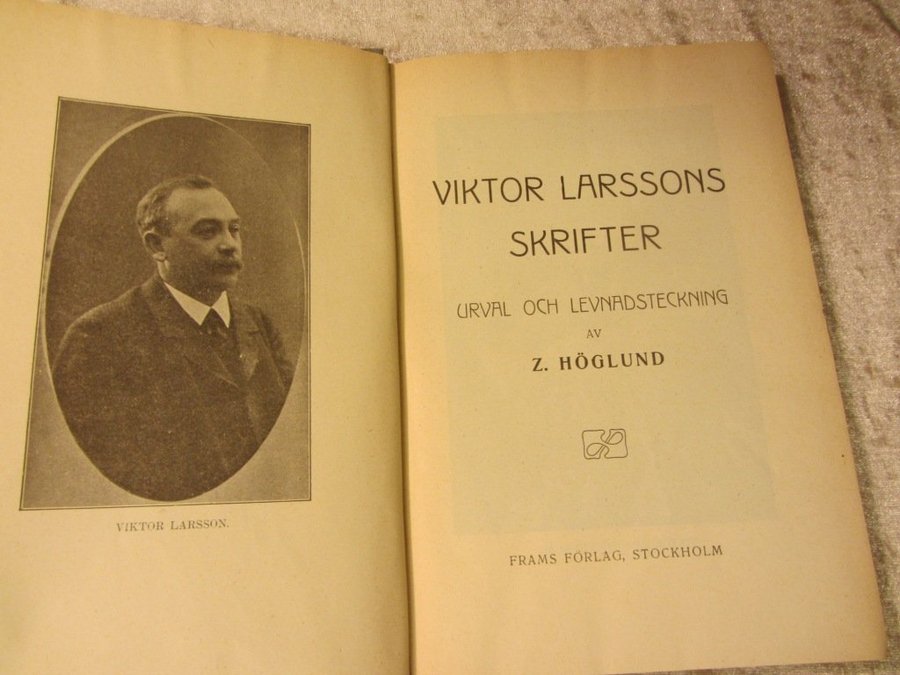 VIKTOR LARSSON.
VIKTOR LARSSONS
SKRIFTER
URVAL OCH LEVNADSTECKNING
AV
Z. HÖGLUND
FRAMS FÖRLAG, STOCKHOLM